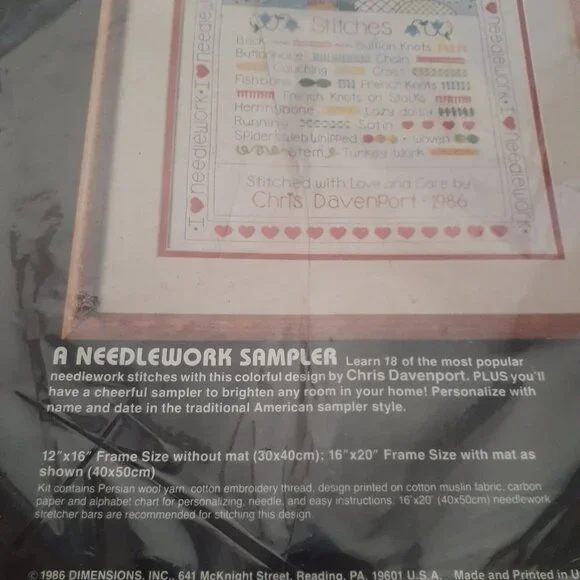 Stitches
Back Bullion Knots
Buttonhole Chain
Couching Cross
Fishbone French Knots
French Knots on Stalks
Herringbone Lazy daisy
Running Satin
Spiderweb Whipped Woven
Stem Turkey Work
Stitched with Love and Care by
Chris Davenport · 1986
I ♥ needlework · I ♥ needlework
I ♥ needlework ·
A NEEDLEWORK SAMPLER Learn 18 of the most popular
needlework stitches with this colorful design by Chris Davenport. PLUS you'll
have a cheerful sampler to brighten any room in your home! Personalize with
name and date in the traditional American sampler style.
12"x16" Frame Size without mat (30x40cm); 16"x20" Frame Size with mat as
shown (40x50cm)
Kit contains Persian wool yarn, cotton embroidery thread, design printed on cotton muslin fabric, carbon
paper and alphabet chart for personalizing, needle, and easy instructions. 16"x20" (40x50cm) needlework
stretcher bars are recommended for stitching this design.
©1986 DIMENSIONS, INC., 641 McKnight Street, Reading, PA, 19601 U.S.A. Made and Printed in U